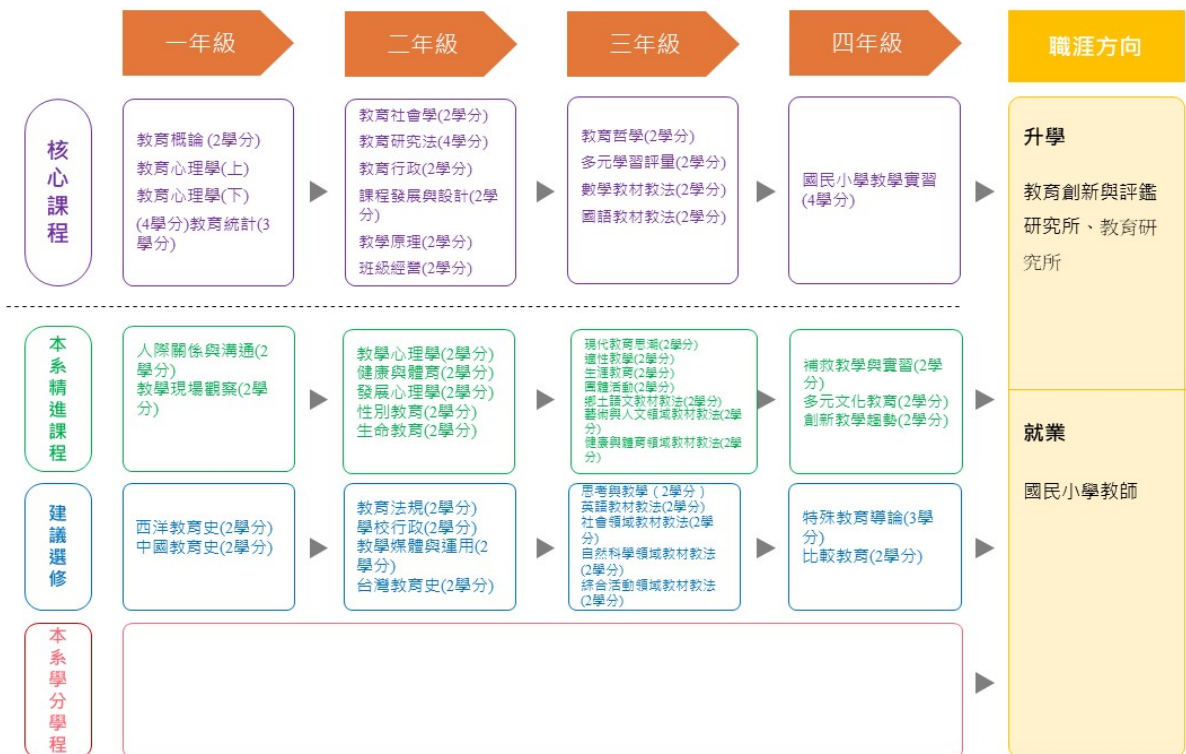 一年級
二年級
三年級
四年級
職涯方向
核心課程
教育概論 (2學分)
教育心理學(上)
教育心理學(下)
(4學分)教育統計(3
學分)
教育社會學(2學分)
教育研究法(4學分)
教育行政(2學分)
課程發展與設計(2學
分)
教學原理(2學分)
班級經營(2學分)
教育哲學(2學分)
多元學習評量(2學分)
數學教材教法(2學分)
國語教材教法(2學分)
國民小學教學實習
(4學分)
升學
教育創新與評鑑
研究所、教育研
究所
本系精進課程
人際關係與溝通(2
學分)
教學現場觀察(2學
分)
教學心理學(2學分)
健康與體育(2學分)
發展心理學(2學分)
性別教育(2學分)
生命教育(2學分)
現代教育思潮(2學分)
適性教學(2學分)
生涯教育(2學分)
團體活動(2學分)
鄉土語文教材教法(2學分)
藝術與人文領域教材教法(2學
分)
健康與體育領域教材教法(2學
分)
補救教學與實習(2學
分)
多元文化教育(2學分)
創新教學趨勢(2學分)
就業
國民小學教師
建議選修
西洋教育史(2學分)
中國教育史(2學分)
教育法規(2學分)
學校行政(2學分)
教學媒體與運用(2
學分)
台灣教育史(2學分)
思考與教學（2學分）
英語教材教法(2學分)
社會領域教材教法(2學
分)
自然科學領域教材教法
(2學分)
綜合活動領域教材教法
(2學分)
特殊教育導論(3學
分)
比較教育(2學分)
本系學分學程